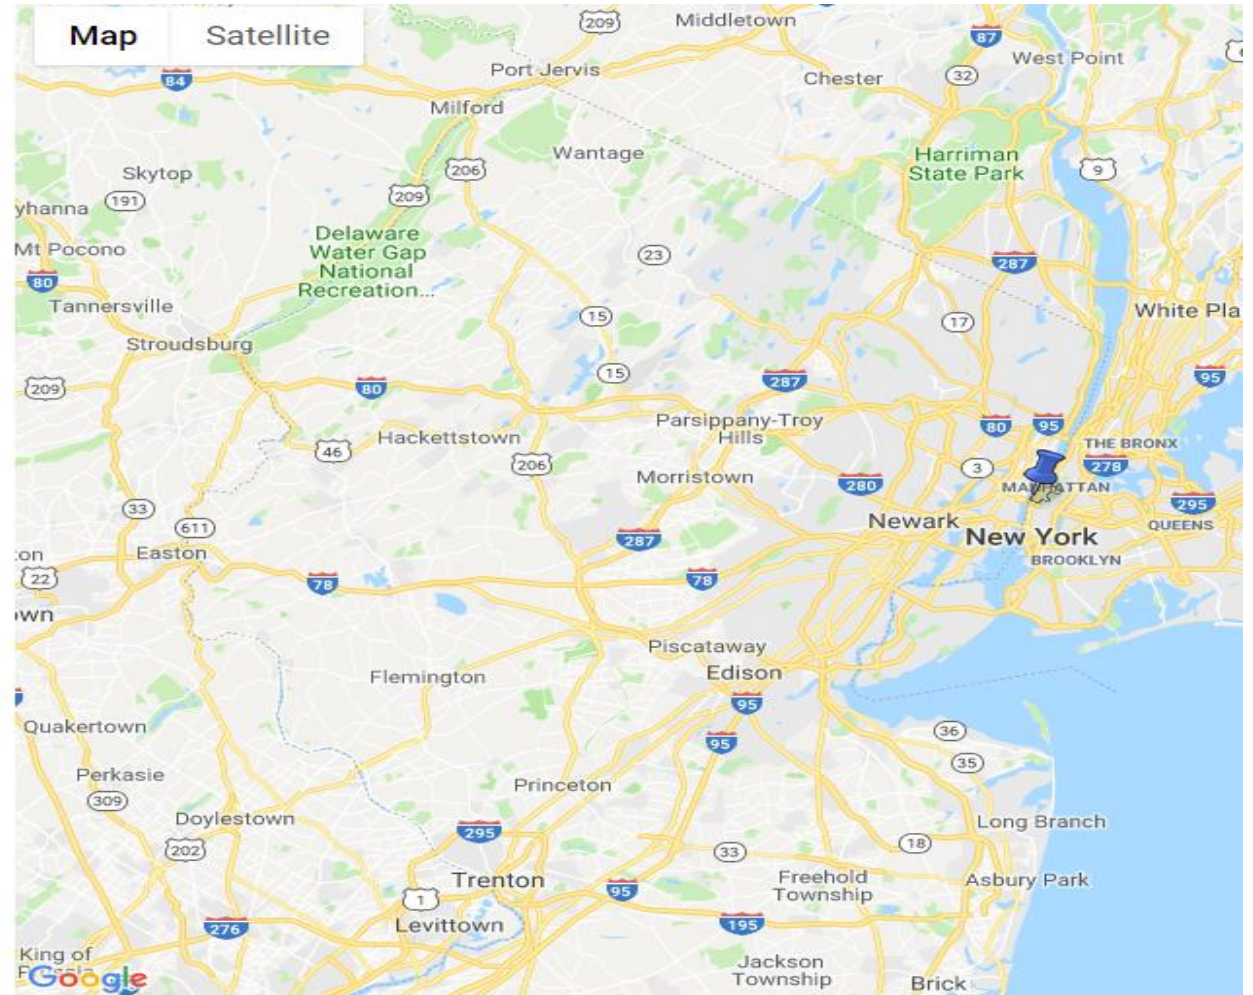 Map
Satellite
209
Middletown
87
West Point
84
Port Jervis
Chester
32
Milford
Wantage
Harriman
State Park
206
9
Skytop
191
209
yhanna
Mt Pocono
Delaware
Water Gap
National
Recreation...
23
287
80
Tannersville
15
17
White Pla
Stroudsburg
209
80
15
287
95
Parsippany-Troy
Hills
80
95
Hackettstown
46
THE BRONX
206
Morristown
280
3
278
MANHATTAN
295
33
611
Newark
New York
QUEENS
287
Easton
BROOKLYN
22
78
78
own
Piscataway
Edison
Flemington
95
95
Quakertown
36
35
Perkasie
309
Princeton
Doylestown
202
295
Long Branch
33
18
Trenton
95
Freehold
Township
Asbury Park
1
Levittown
276
195
King of
Jackson
Township
Brick
Google